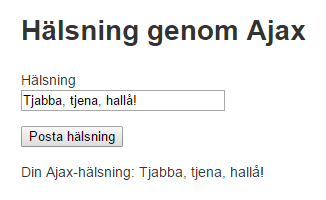 Hälsning genom Ajax
Hälsning
Tjabba, tjena, hallå!
Posta hälsning
Din Ajax-hälsning: Tjabba, tjena, hallå!